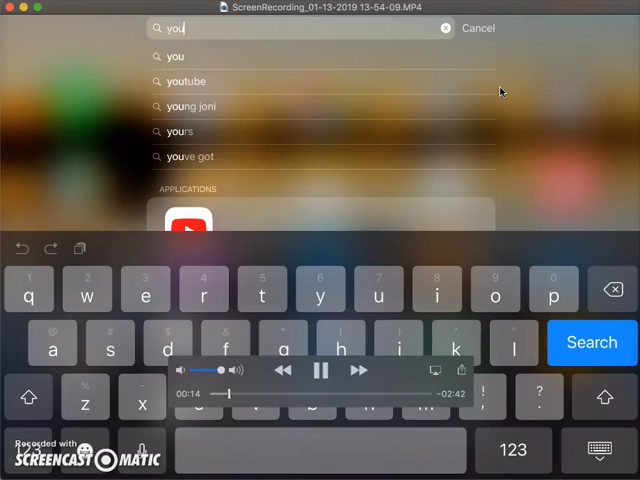 ScreenRecording_01-13-2019 13-54-09.MP4
you
Cancel
you
youtube
young joni
yours
youve got
APPLICATIONS
1 2 3 4 5 6 7 8 9 0
q w e r t y u i o p
@ # $ & * ( ) ' "
a s d f g h j k l
Search
00:14
-02:42
% - ! ?
z x , .
123
123
Recorded with
SCREENCAST MATIC